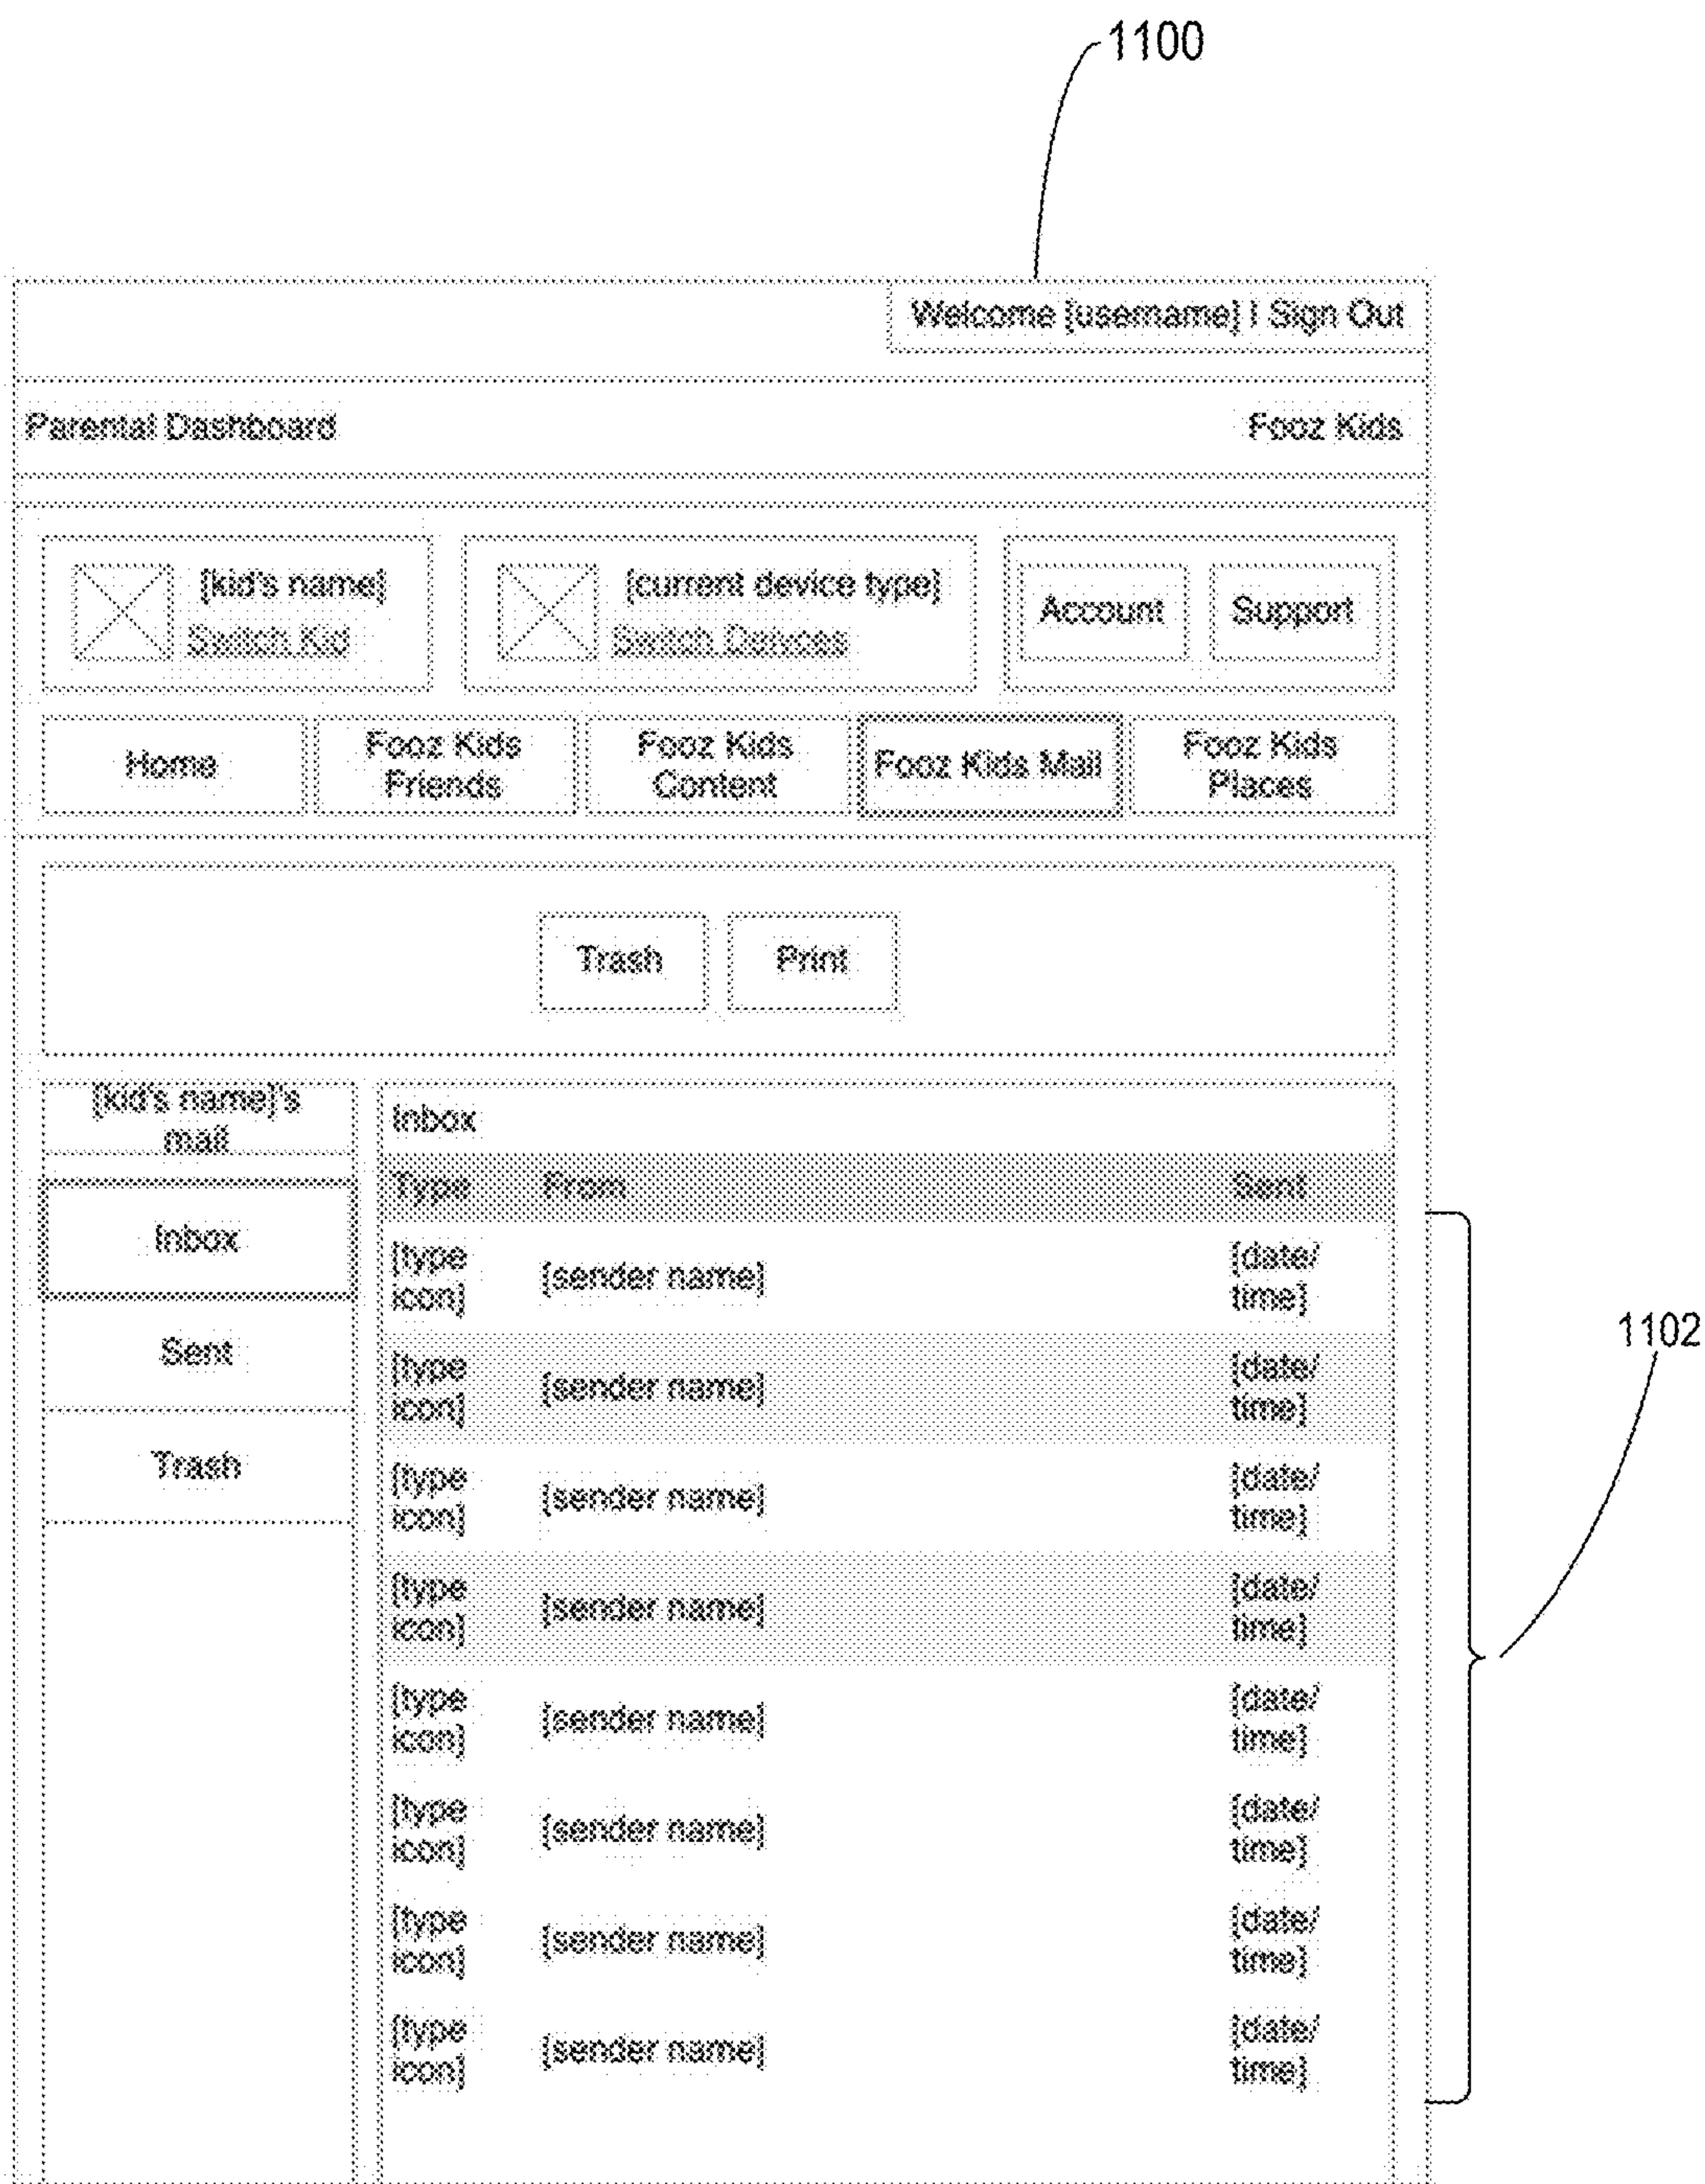 1100
Welcome [username] | Sign Out
Parental Dashboard Fooz Kids
[kid's name]
Switch Kid
[current device type]
Switch Devices
Account Support
Home
Fooz Kids
Friends
Fooz Kids
Content
Fooz Kids Mail
Fooz Kids
Places
Trash Print
[kid's name]'s
mail
Inbox
Sent
Trash
Inbox
Type From Sent
[type
icon]
[sender name]
[date/
time]
[type
icon]
[sender name]
[date/
time]
[type
icon]
[sender name]
[date/
time]
[type
icon]
[sender name]
[date/
time]
[type
icon]
[sender name]
[date/
time]
[type
icon]
[sender name]
[date/
time]
[type
icon]
[sender name]
[date/
time]
[type
icon]
[sender name]
[date/
time]
1102